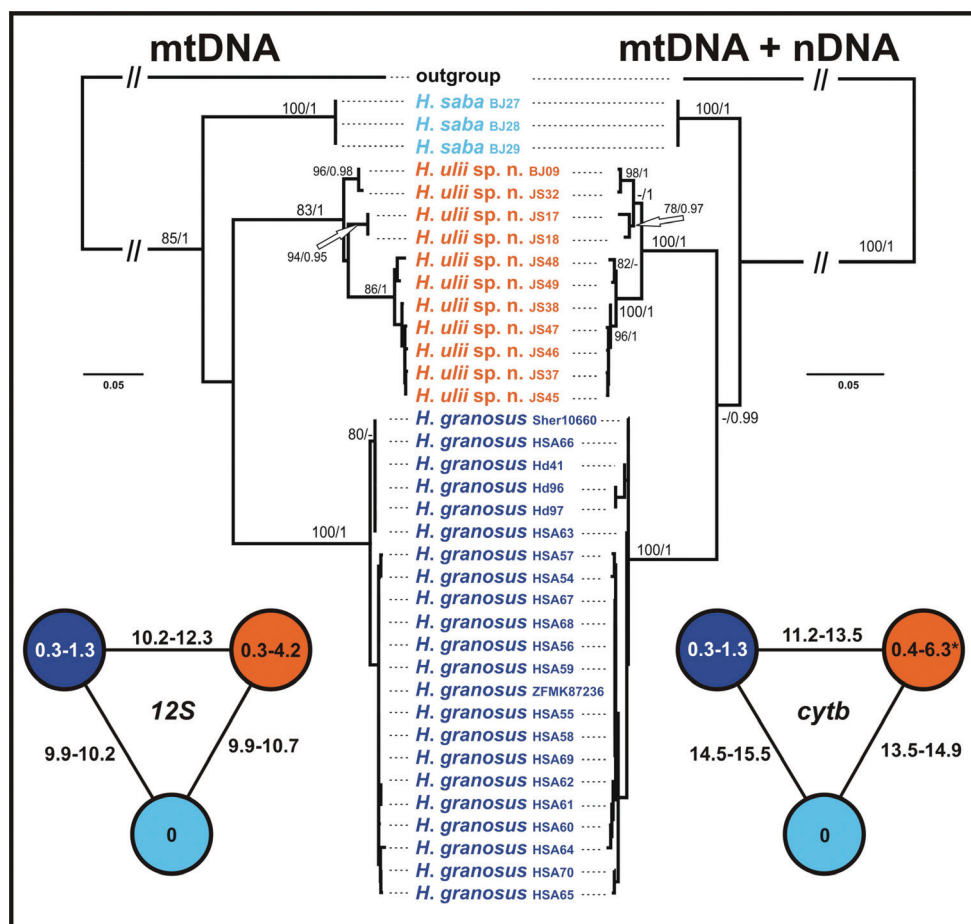 mtDNA
mtDNA + nDNA
outgroup
H. saba BJ27
H. saba BJ28
H. saba BJ29
H. ulii sp. n. BJ09
H. ulii sp. n. JS32
H. ulii sp. n. JS17
H. ulii sp. n. JS18
H. ulii sp. n. JS48
H. ulii sp. n. JS49
H. ulii sp. n. JS38
H. ulii sp. n. JS47
H. ulii sp. n. JS46
H. ulii sp. n. JS37
H. ulii sp. n. JS45
H. granosus Sher10660
H. granosus HSA66
H. granosus Hd41
H. granosus Hd96
H. granosus Hd97
H. granosus HSA63
H. granosus HSA57
H. granosus HSA54
H. granosus HSA67
H. granosus HSA68
H. granosus HSA56
H. granosus HSA59
H. granosus ZFMK87236
H. granosus HSA55
H. granosus HSA58
H. granosus HSA69
H. granosus HSA62
H. granosus HSA61
H. granosus HSA60
H. granosus HSA64
H. granosus HSA70
H. granosus HSA65
100/1
96/0.98
83/1
85/1
94/0.95
86/1
0.05
80/-
100/1
100/1
98/1
-/1
78/0.97
100/1
100/1
82/-
100/1
96/1
0.05
-/0.99
100/1
0.3-1.3
10.2-12.3
0.3-4.2
12S
9.9-10.2
9.9-10.7
0
0.3-1.3
11.2-13.5
0.4-6.3*
cytb
14.5-15.5
13.5-14.9
0